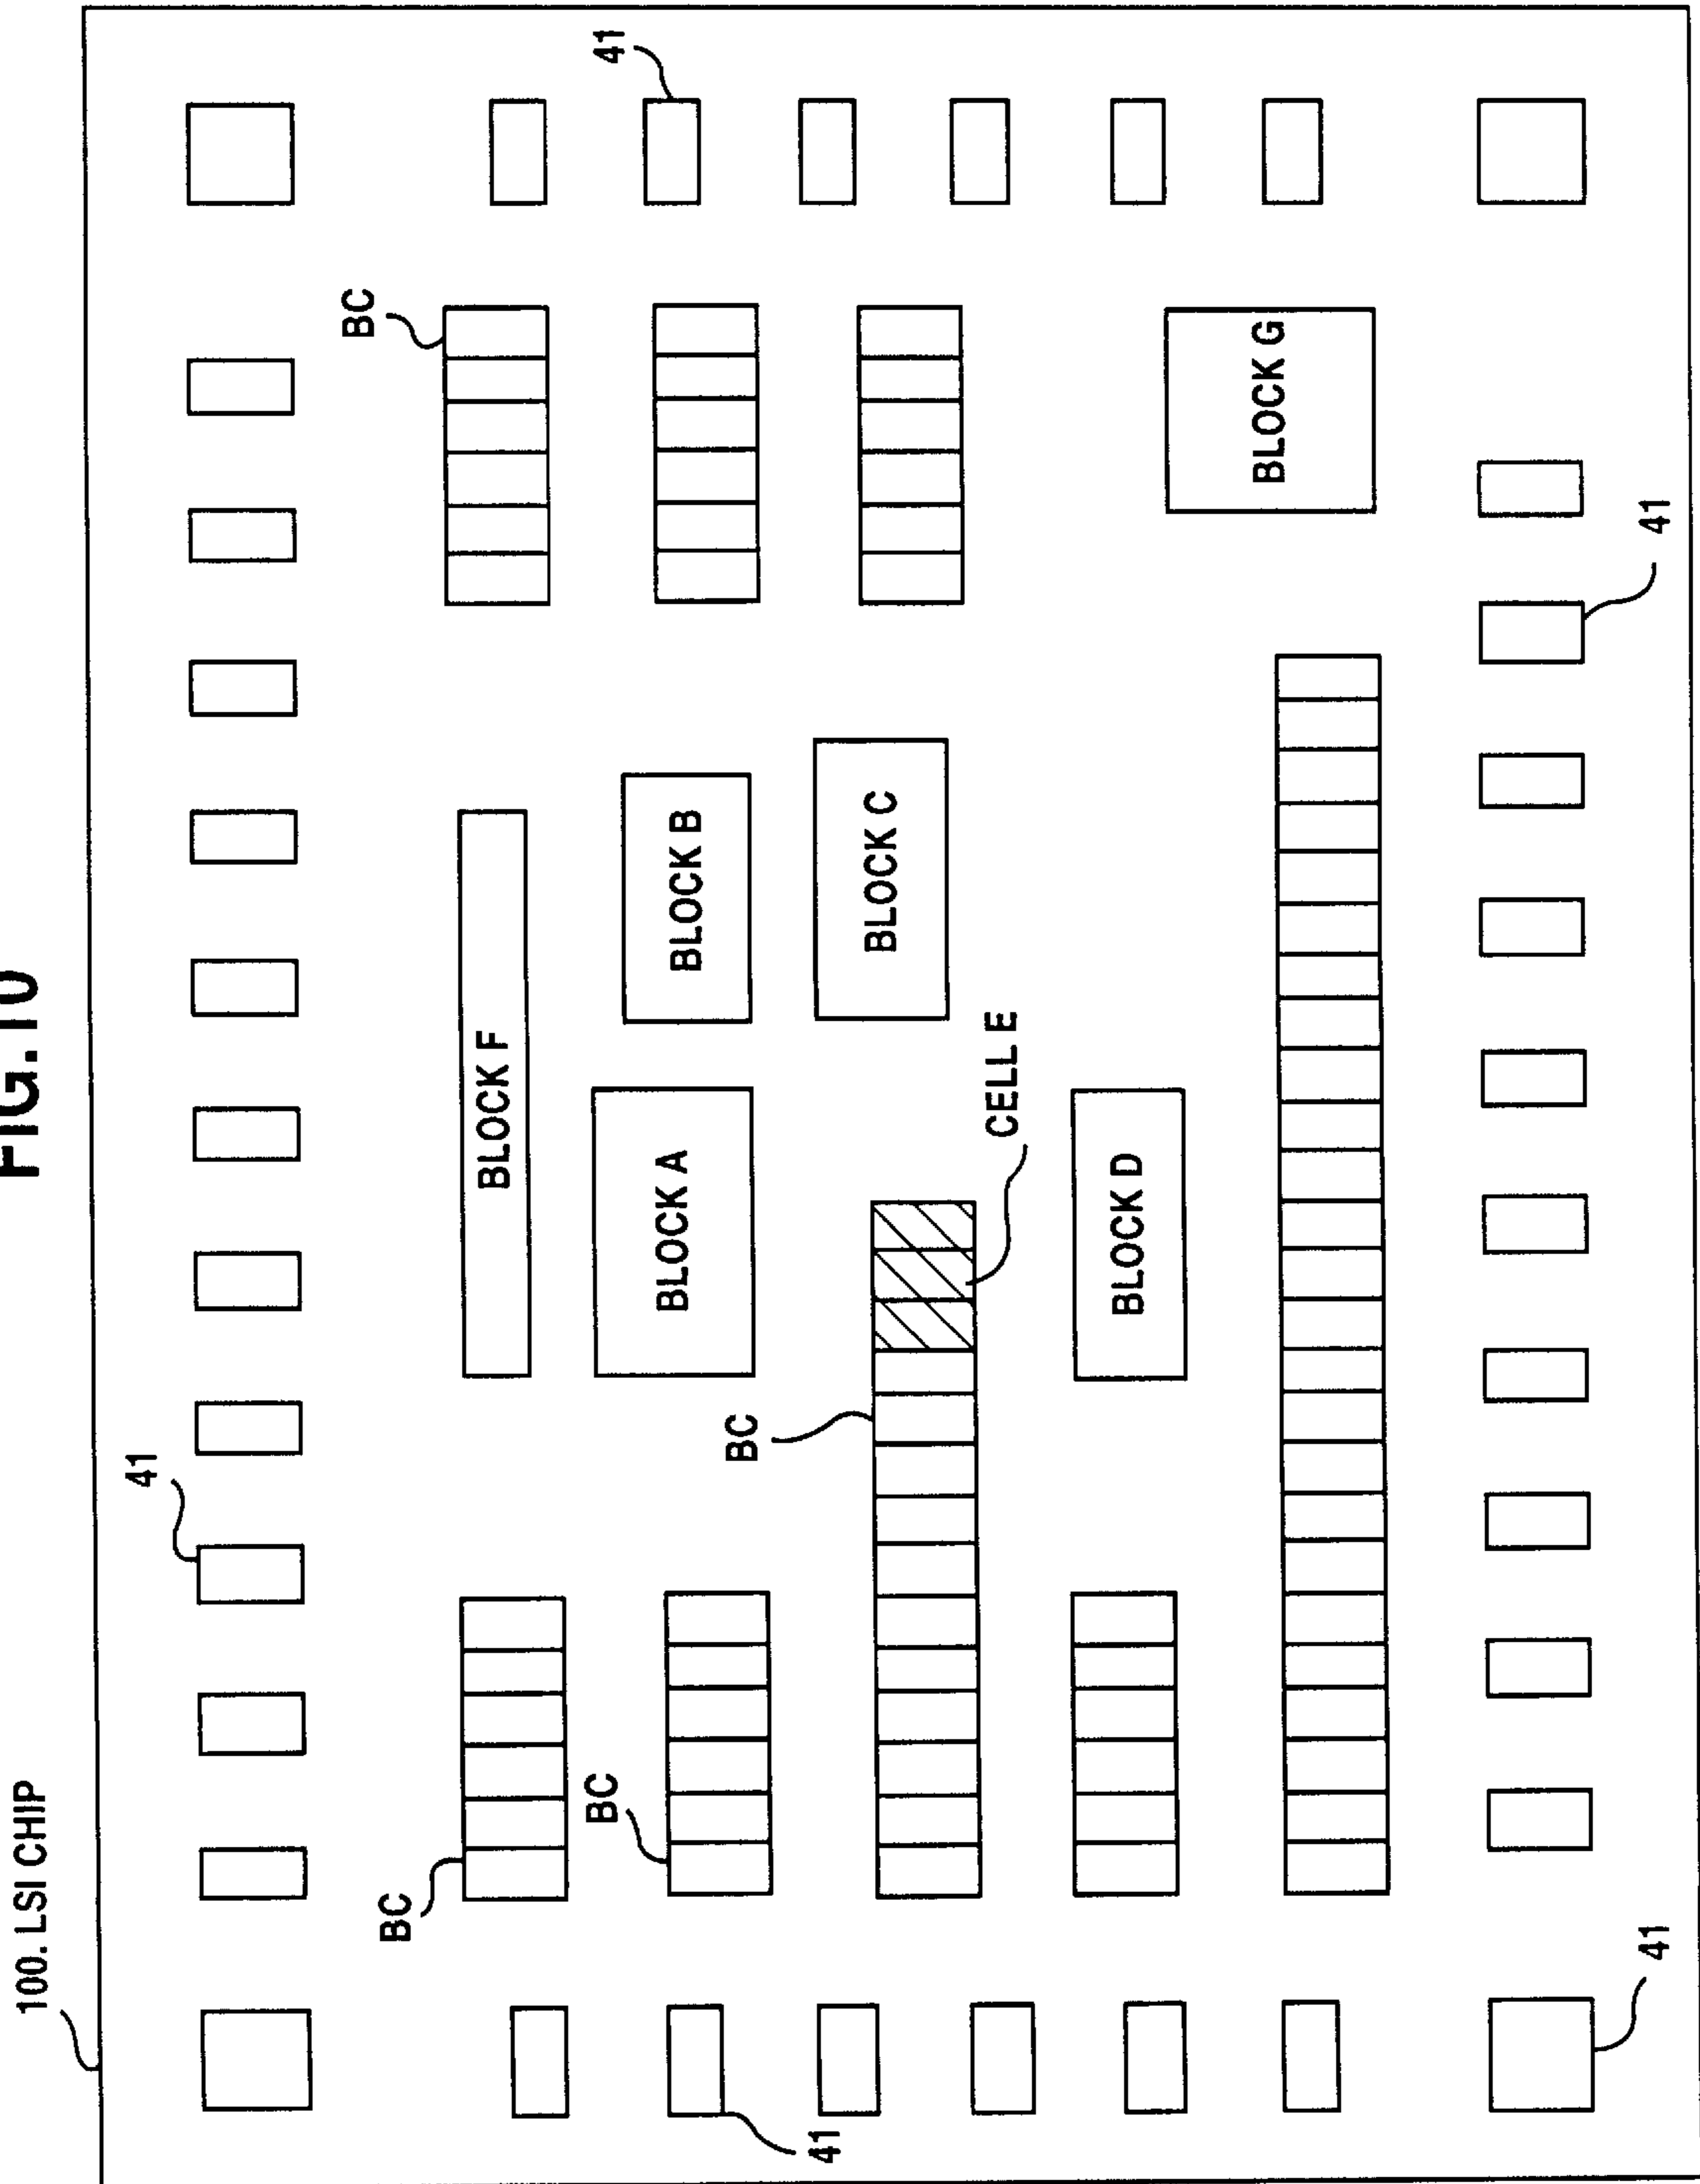 FIG.10
100. LSI CHIP
41
BC
BC
BLOCK F
BC
41
BLOCK A
BLOCK B
BC
41
BLOCK C
CELL E
BLOCK D
BLOCK G
41
41